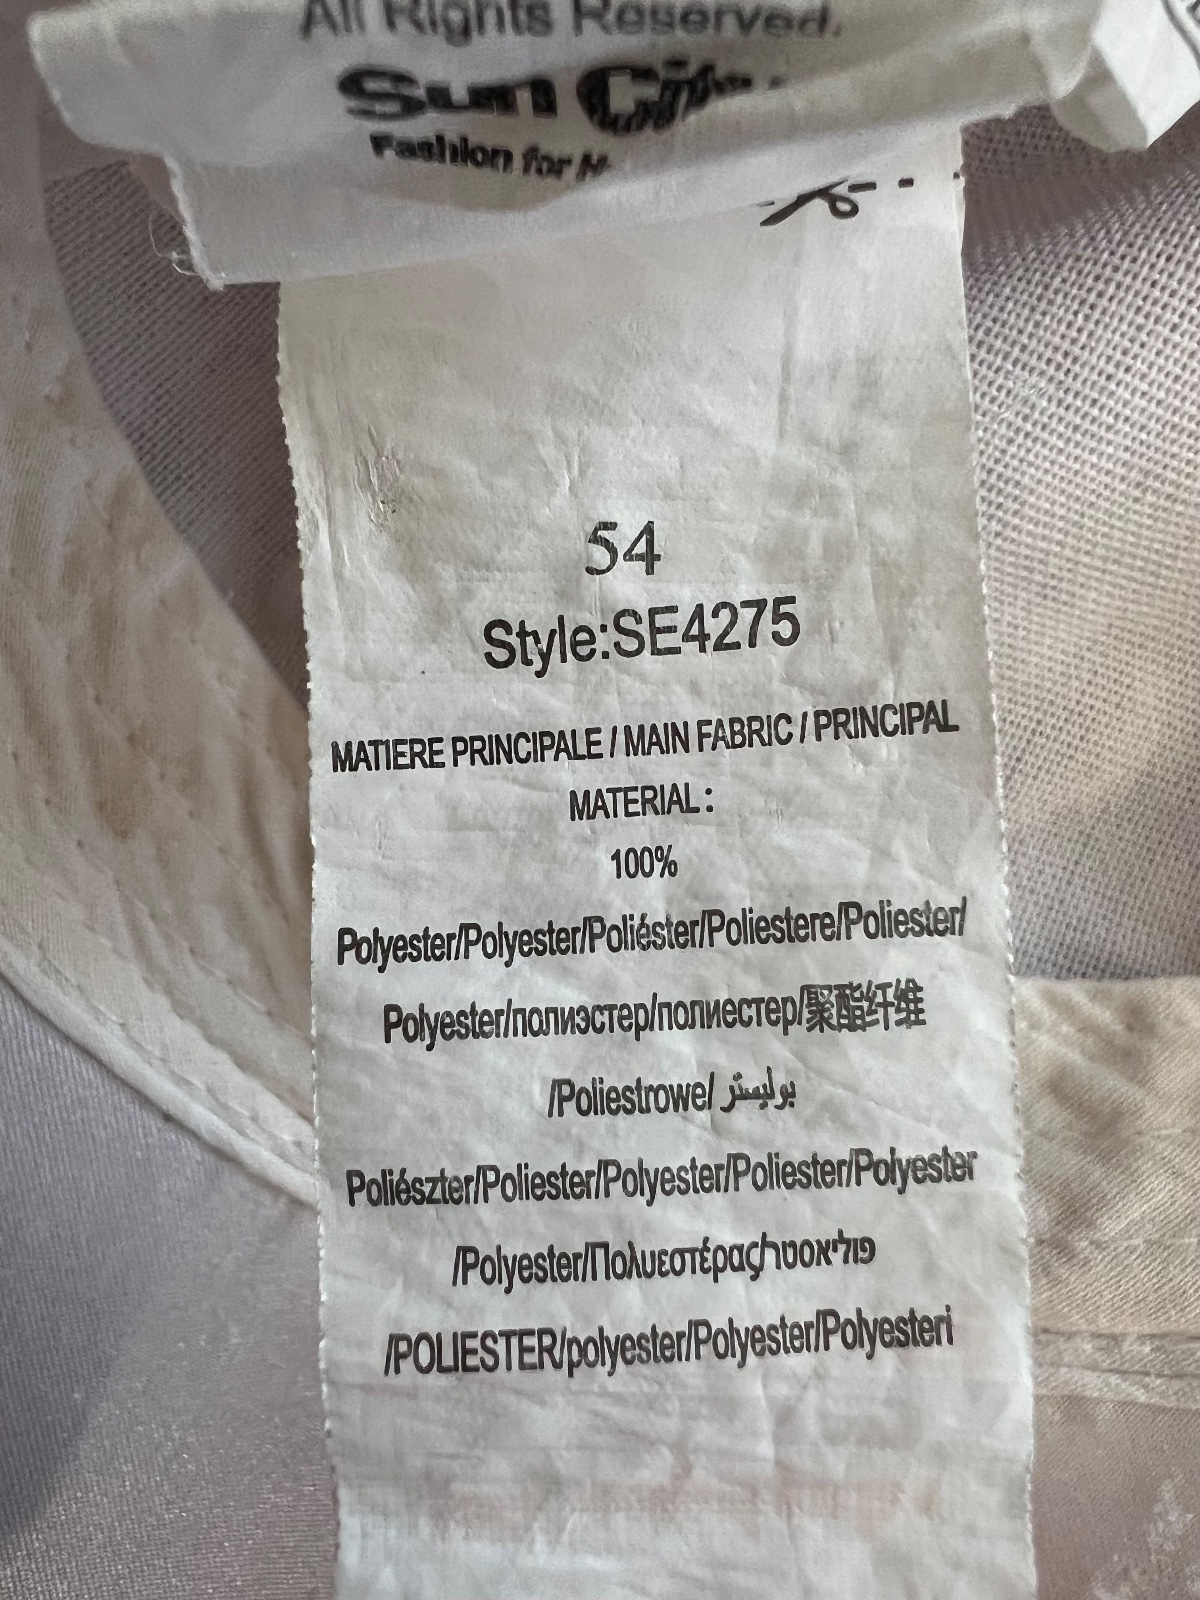 All Rights Reserved.
Sun City
Fashion for
54
Style:SE4275
MATIERE PRINCIPALE / MAIN FABRIC / PRINCIPAL
MATERIAL :
100%
Polyester/Polyester/Poliéster/Poliestere/Poliester/
Polyester/полиэстер/полиестер/聚酯纤维
/Poliestrowe/ بوليستر
Poliészter/Poliester/Polyester/Poliester/Polyester
/Polyester/Πολυεστέρας/פוליאסטר
/POLIESTER/polyester/Polyester/Polyesteri